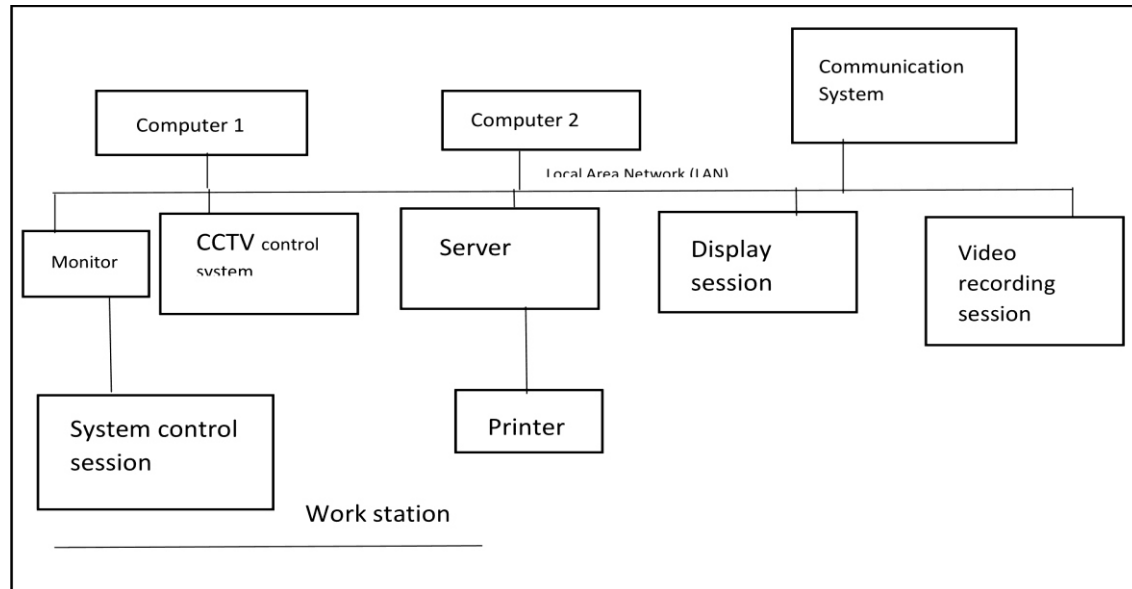 Communication
System
Computer 1
Computer 2
Local Area Network (LAN)
Monitor
CCTV control
system
Server
Display
session
Video
recording
session
System control
session
Printer
Work station